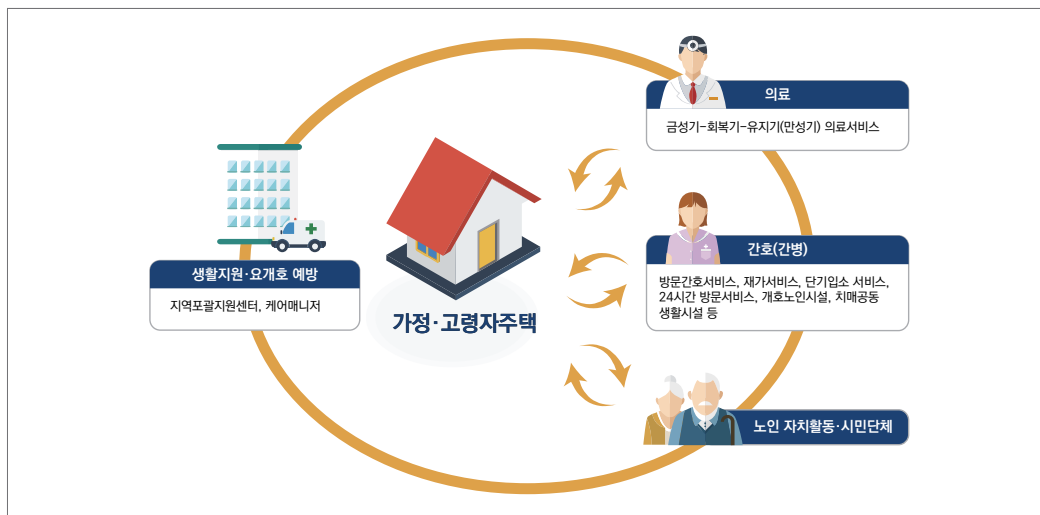 의료
금성기-회복기-유지기(만성기) 의료서비스
간호(간병)
방문간호서비스, 재가서비스, 단기입소 서비스,
24시간 방문서비스, 개호노인시설, 치매공동
생활시설 등
생활지원·요개호 예방
지역포괄지원센터, 케어매니저
가정·고령자주택
노인 자치활동·시민단체